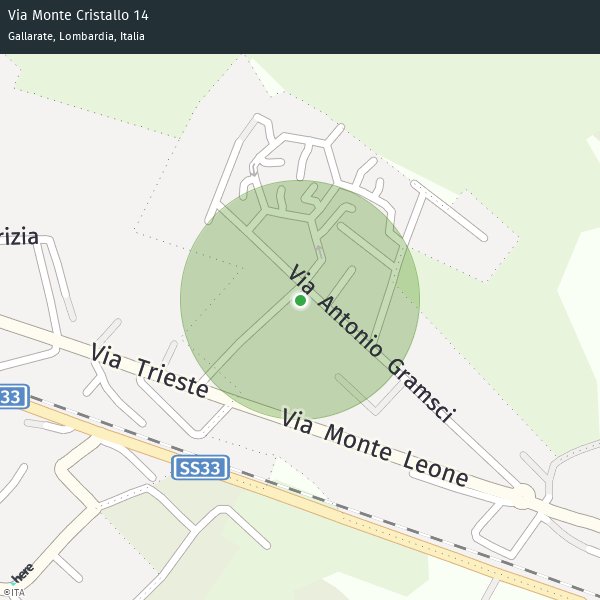 Via Monte Cristallo 14
Gallarate, Lombardia, Italia
rizia
Via Antonio Gramsci
Via Trieste
33
Via Monte Leone
SS33
here
©ITA